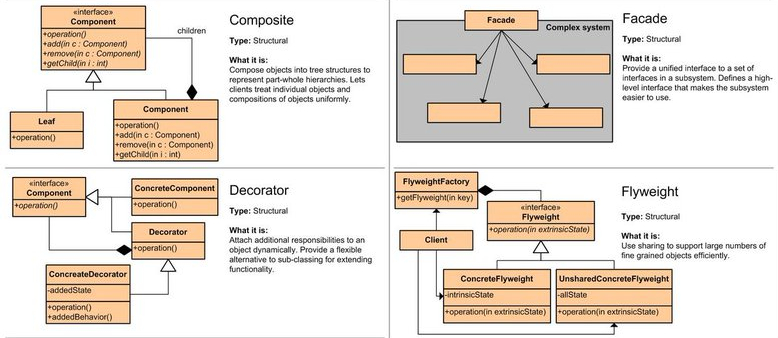 «interface»
Component
+operation()
+add(in c : Component)
+remove(in c : Component)
+getChild(in i : int)
children
Leaf
+operation()
Component
+operation()
+add(in c : Component)
+remove(in c : Component)
+getChild(in i : int)
Composite
Type: Structural
What it is:
Compose objects into tree structures to
represent part-whole hierarchies. Lets
clients treat individual objects and
compositions of objects uniformly.
Facade
Complex system
Facade
Type: Structural
What it is:
Provide a unified interface to a set of
interfaces in a subsystem. Defines a high-
level interface that makes the subsystem
easier to use.
«interface»
Component
+operation()
ConcreteComponent
+operation()
Decorator
+operation()
ConcreateDecorator
-addedState
+operation()
+addedBehavior()
Decorator
Type: Structural
What it is:
Attach additional responsibilities to an
object dynamically. Provide a flexible
alternative to sub-classing for extending
functionality.
FlyweightFactory
+getFlyweight(in key)
«interface»
Flyweight
+operation(in extrinsicState)
Client
ConcreteFlyweight
-intrinsicState
+operation(in extrinsicState)
UnsharedConcreteFlyweight
-allState
+operation(in extrinsicState)
Flyweight
Type: Structural
What it is:
Use sharing to support large numbers of
fine grained objects efficiently.